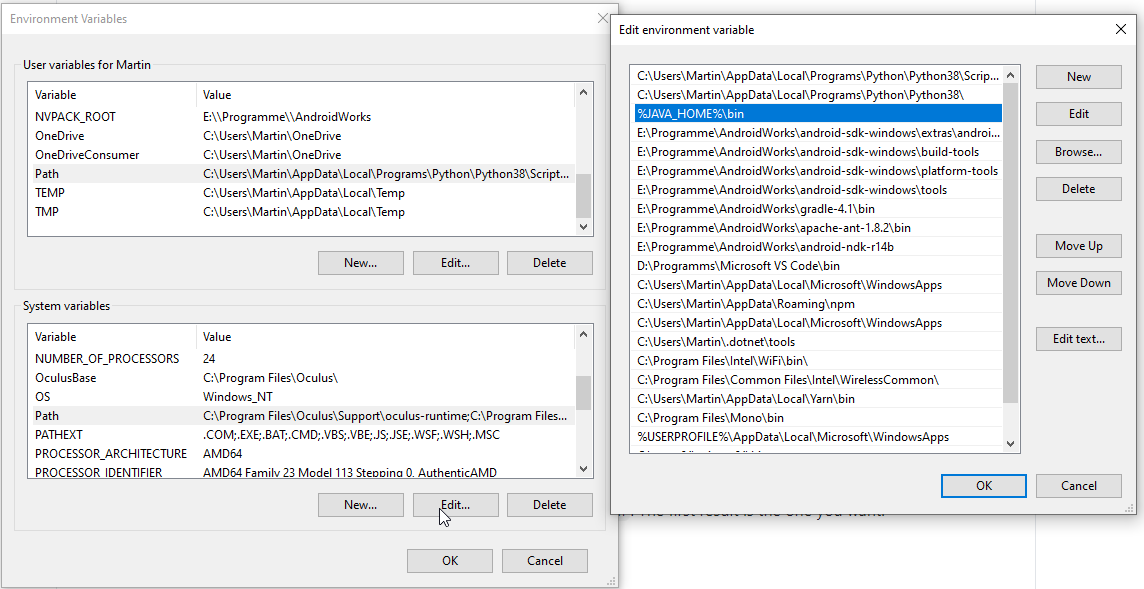 Environment Variables
User variables for Martin
Variable Value
NVPACK_ROOT E:\\Programme\\AndroidWorks
OneDrive C:\Users\Martin\OneDrive
OneDriveConsumer C:\Users\Martin\OneDrive
Path C:\Users\Martin\AppData\Local\Programs\Python\Python38\Script...
TEMP C:\Users\Martin\AppData\Local\Temp
TMP C:\Users\Martin\AppData\Local\Temp
New... Edit... Delete
System variables
Variable Value
NUMBER_OF_PROCESSORS 24
OculusBase C:\Program Files\Oculus\
OS Windows_NT
Path C:\Program Files\Oculus\Support\oculus-runtime;C:\Program Files...
PATHEXT .COM;.EXE;.BAT;.CMD;.VBS;.VBE;.JS;.JSE;.WSF;.WSH;.MSC
PROCESSOR_ARCHITECTURE AMD64
PROCESSOR_IDENTIFIER AMD64 Family 23 Model 113 Stepping 0, AuthenticAMD
New... Edit... Delete
OK Cancel
Edit environment variable
C:\Users\Martin\AppData\Local\Programs\Python\Python38\Scrip...
C:\Users\Martin\AppData\Local\Programs\Python\Python38\
%JAVA_HOME%\bin
E:\Programme\AndroidWorks\android-sdk-windows\extras\androi...
E:\Programme\AndroidWorks\android-sdk-windows\build-tools
E:\Programme\AndroidWorks\android-sdk-windows\platform-tools
E:\Programme\AndroidWorks\android-sdk-windows\tools
E:\Programme\AndroidWorks\gradle-4.1\bin
E:\Programme\AndroidWorks\apache-ant-1.8.2\bin
E:\Programme\AndroidWorks\android-ndk-r14b
D:\Programms\Microsoft VS Code\bin
C:\Users\Martin\AppData\Local\Microsoft\WindowsApps
C:\Users\Martin\AppData\Roaming\npm
C:\Users\Martin\AppData\Local\Microsoft\WindowsApps
C:\Users\Martin\.dotnet\tools
C:\Program Files\Intel\WiFi\bin\
C:\Program Files\Common Files\Intel\WirelessCommon\
C:\Users\Martin\AppData\Local\Yarn\bin
C:\Program Files\Mono\bin
%USERPROFILE%\AppData\Local\Microsoft\WindowsApps
New
Edit
Browse...
Delete
Move Up
Move Down
Edit text...
OK Cancel
The first result is the one you want.